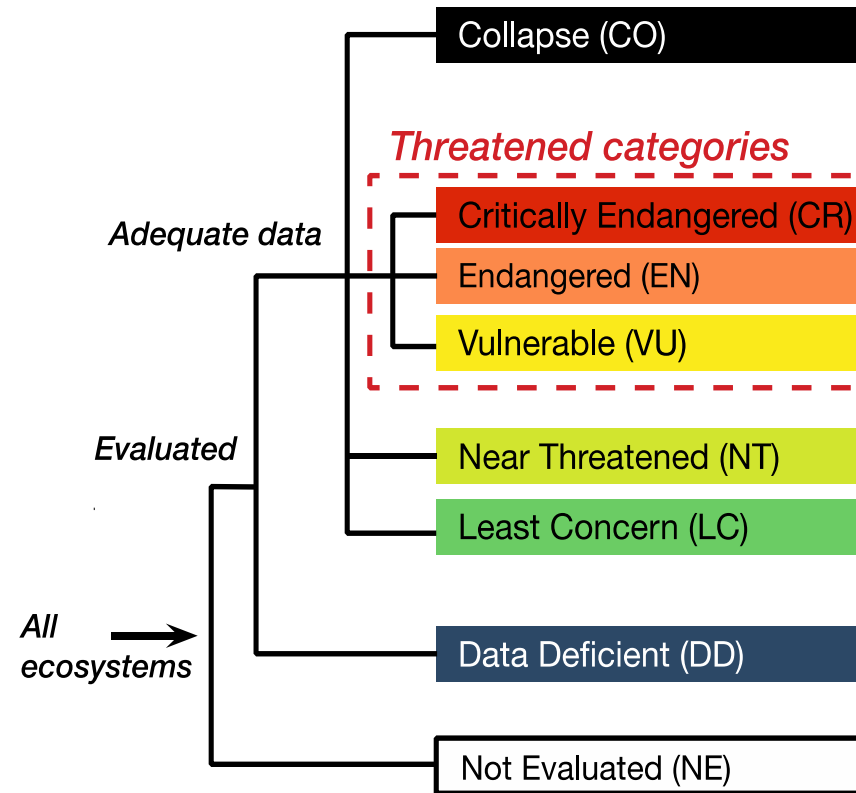 Collapse (CO)
Threatened categories
Critically Endangered (CR)
Adequate data
Endangered (EN)
Vulnerable (VU)
Evaluated
Near Threatened (NT)
Least Concern (LC)
All
ecosystems
Data Deficient (DD)
Not Evaluated (NE)